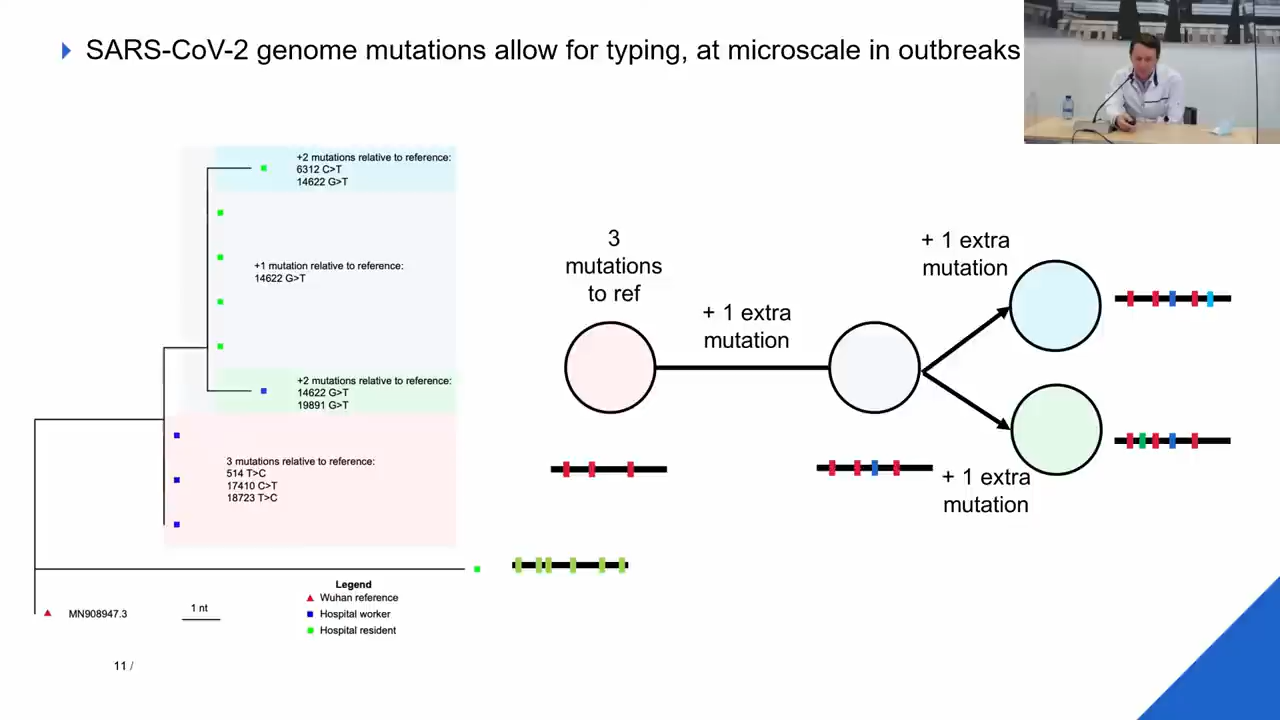 SARS-CoV-2 genome mutations allow for typing, at microscale in outbreaks
+2 mutations relative to reference:
6312 C>T
14622 G>T
+1 mutation relative to reference:
14622 G>T
+2 mutations relative to reference:
14622 G>T
19891 G>T
3 mutations relative to reference:
514 T>C
17410 C>T
18723 T>C
MN908947.3
1 nt
Legend
Wuhan reference
Hospital worker
Hospital resident
3
mutations
to ref
+ 1 extra
mutation
+ 1 extra
mutation
+ 1 extra
mutation
11 /